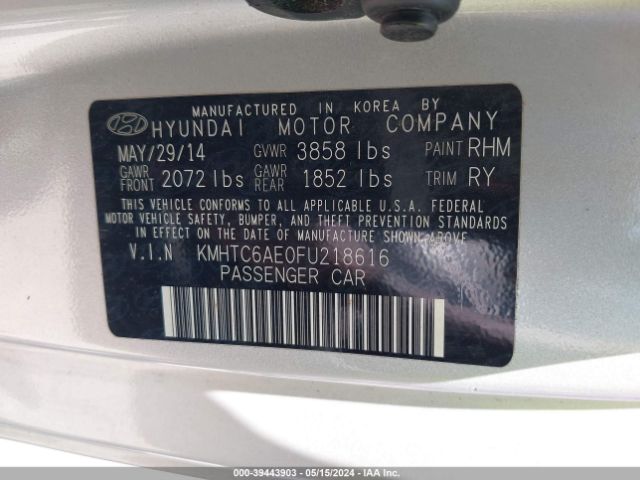 MANUFACTURED IN KOREA BY
HYUNDAI MOTOR COMPANY
MAY/29/14 GVWR 3858 lbs PAINT RHM
GAWR FRONT 2072 lbs GAWR REAR 1852 lbs TRIM RY
THIS VEHICLE CONFORMS TO ALL APPLICABLE U.S.A. FEDERAL
MOTOR VEHICLE SAFETY, BUMPER, AND THEFT PREVENTION STANDARDS
IN EFFECT ON THE DATE OF MANUFACTURE SHOWN ABOVE.
V.I.N KMHTC6AE0FU218616
PASSENGER CAR
000-39443903 - 05/15/2024 - IAA Inc.